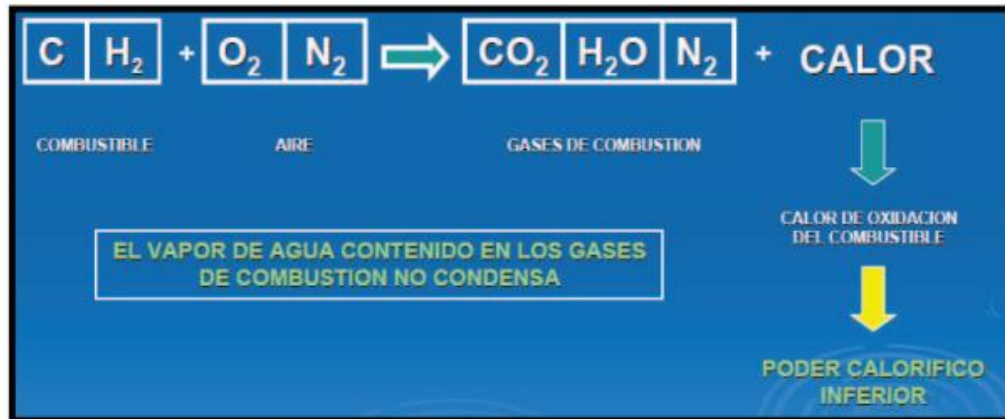 C H₂ + O₂ N₂ CO₂ H₂O N₂ + CALOR
COMBUSTIBLE AIRE GASES DE COMBUSTION
CALOR DE OXIDACION
DEL COMBUSTIBLE
EL VAPOR DE AGUA CONTENIDO EN LOS GASES
DE COMBUSTION NO CONDENSA
PODER CALORIFICO
INFERIOR